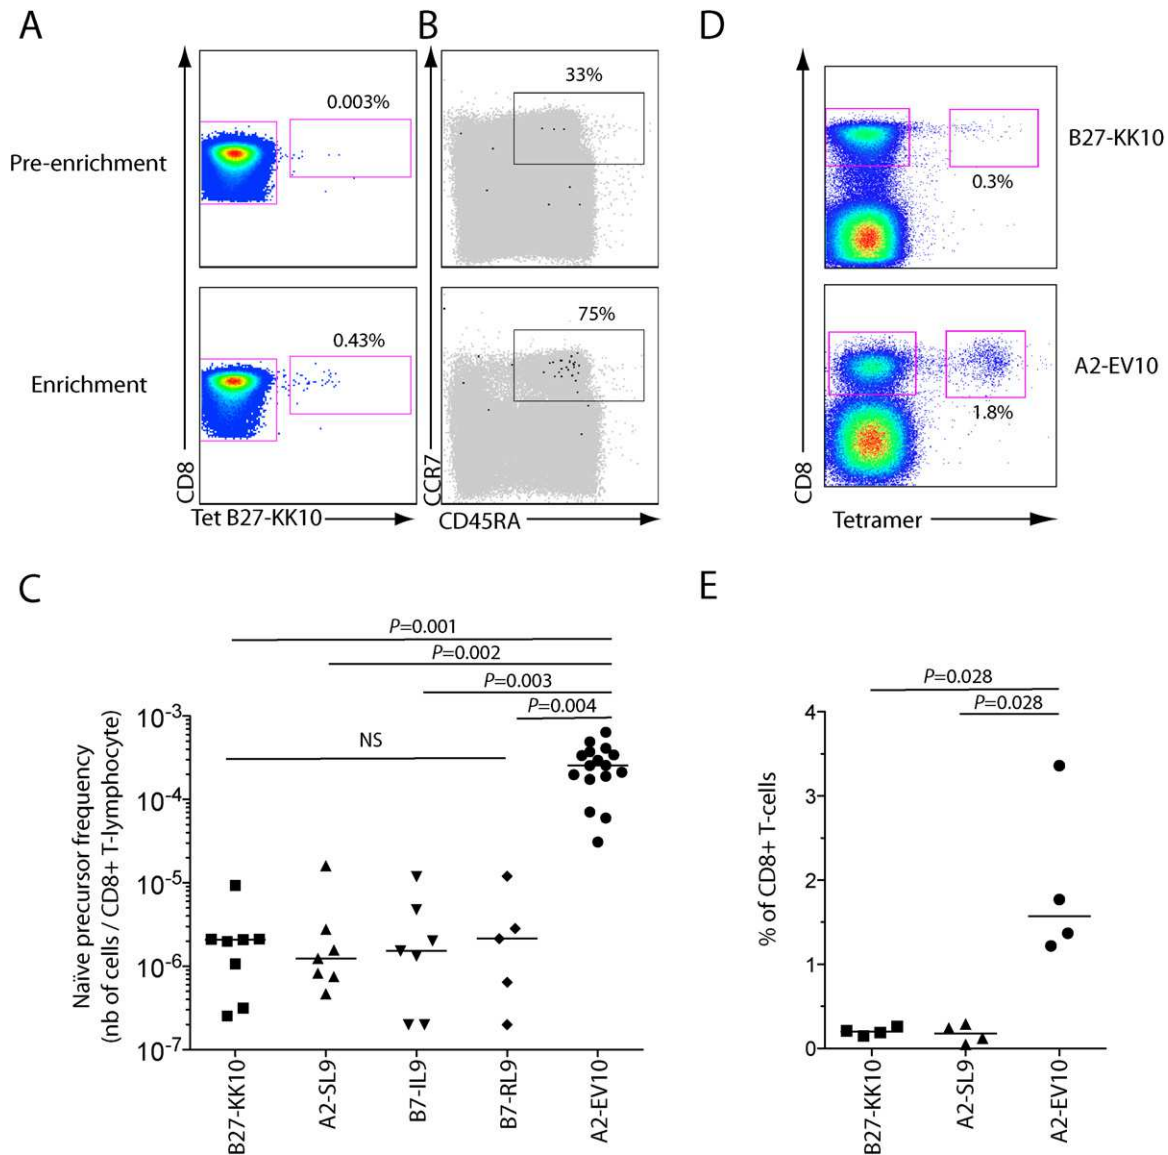 A
B
D
Pre-enrichment
0.003%
33%
B27-KK10
0.3%
Enrichment
0.43%
75%
A2-EV10
1.8%
CD8
CCR7
CD8
Tet B27-KK10
CD45RA
Tetramer
C
E
P=0.001
P=0.002
P=0.003
P=0.004
NS
Naïve precursor frequency
(nb of cells / CD8+ T-lymphocyte)
10-3
10-4
10-5
10-6
10-7
B27-KK10
A2-SL9
B7-IL9
B7-RL9
A2-EV10
P=0.028
P=0.028
% of CD8+ T-cells
4
3
2
1
0
B27-KK10
A2-SL9
A2-EV10